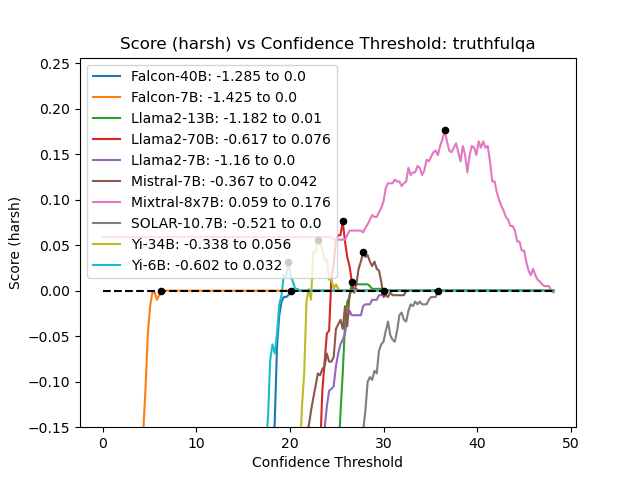 Score (harsh) vs Confidence Threshold: truthfulqa
Score (harsh)
0.25
0.20
0.15
0.10
0.05
0.00
−0.05
−0.10
−0.15
Falcon-40B: -1.285 to 0.0
Falcon-7B: -1.425 to 0.0
Llama2-13B: -1.182 to 0.01
Llama2-70B: -0.617 to 0.076
Llama2-7B: -1.16 to 0.0
Mistral-7B: -0.367 to 0.042
Mixtral-8x7B: 0.059 to 0.176
SOLAR-10.7B: -0.521 to 0.0
Yi-34B: -0.338 to 0.056
Yi-6B: -0.602 to 0.032
0 10 20 30 40 50
Confidence Threshold